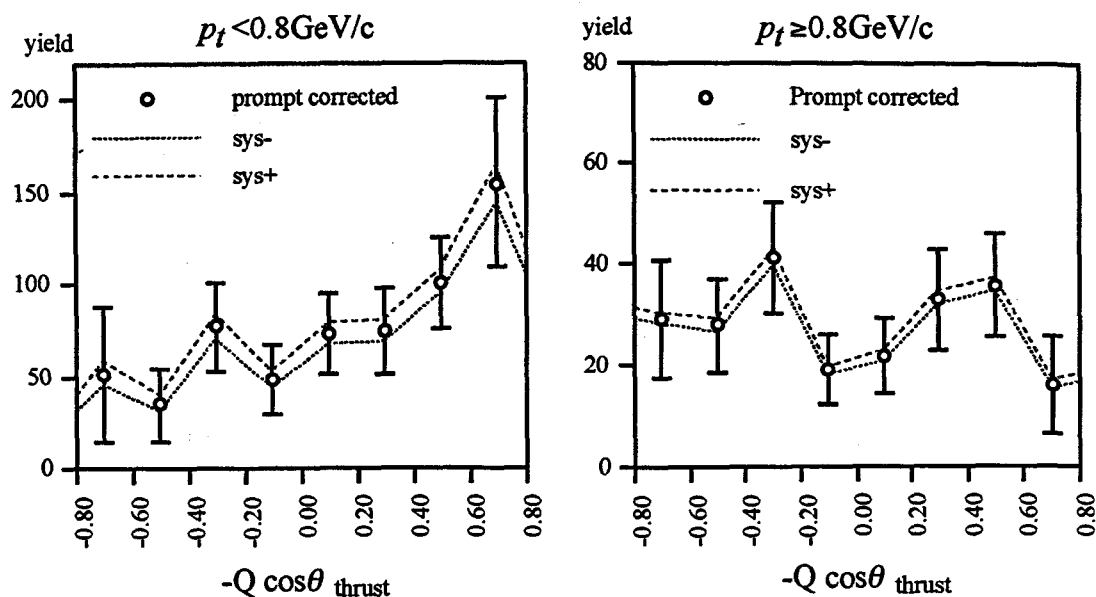 p_t <0.8GeV/c
yield
200
150
100
50
0
prompt corrected
sys-
sys+
-0.80
-0.60
-0.40
-0.20
0.00
0.20
0.40
0.60
0.80
-Q cosθ thrust
p_t ≥0.8GeV/c
yield
80
60
40
20
0
Prompt corrected
sys-
sys+
-0.80
-0.60
-0.40
-0.20
0.00
0.20
0.40
0.60
0.80
-Q cosθ thrust